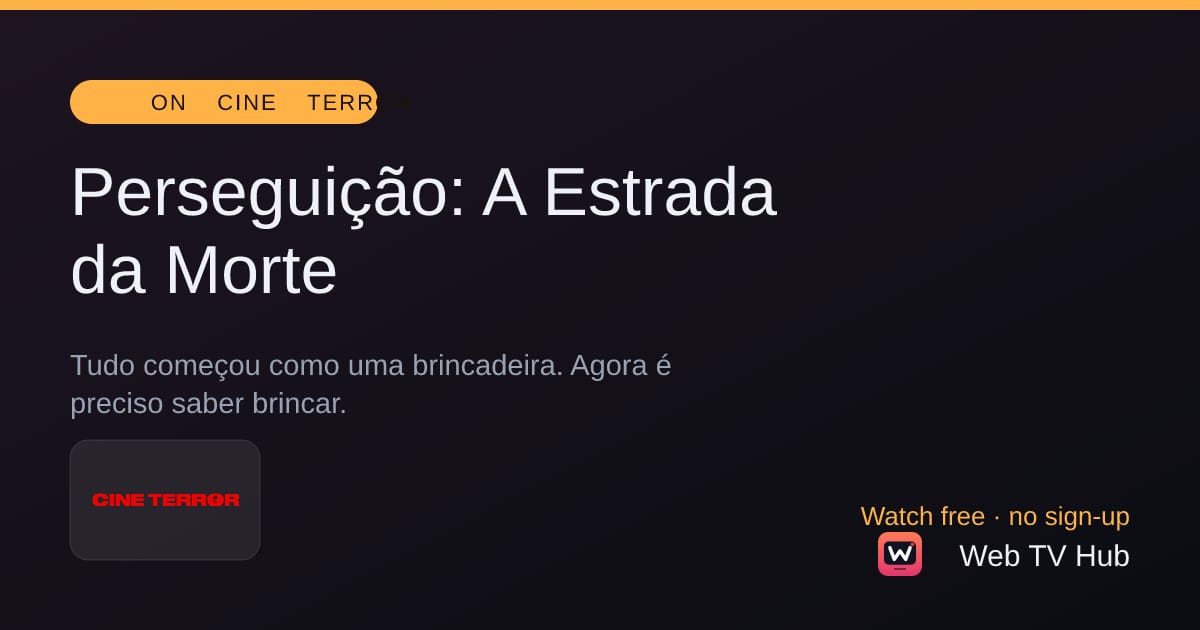 ON CINE TERROR
Perseguição: A Estrada
da Morte
Tudo começou como uma brincadeira. Agora é
preciso saber brincar.
CINE TERROR
Watch free · no sign-up
W
Web TV Hub